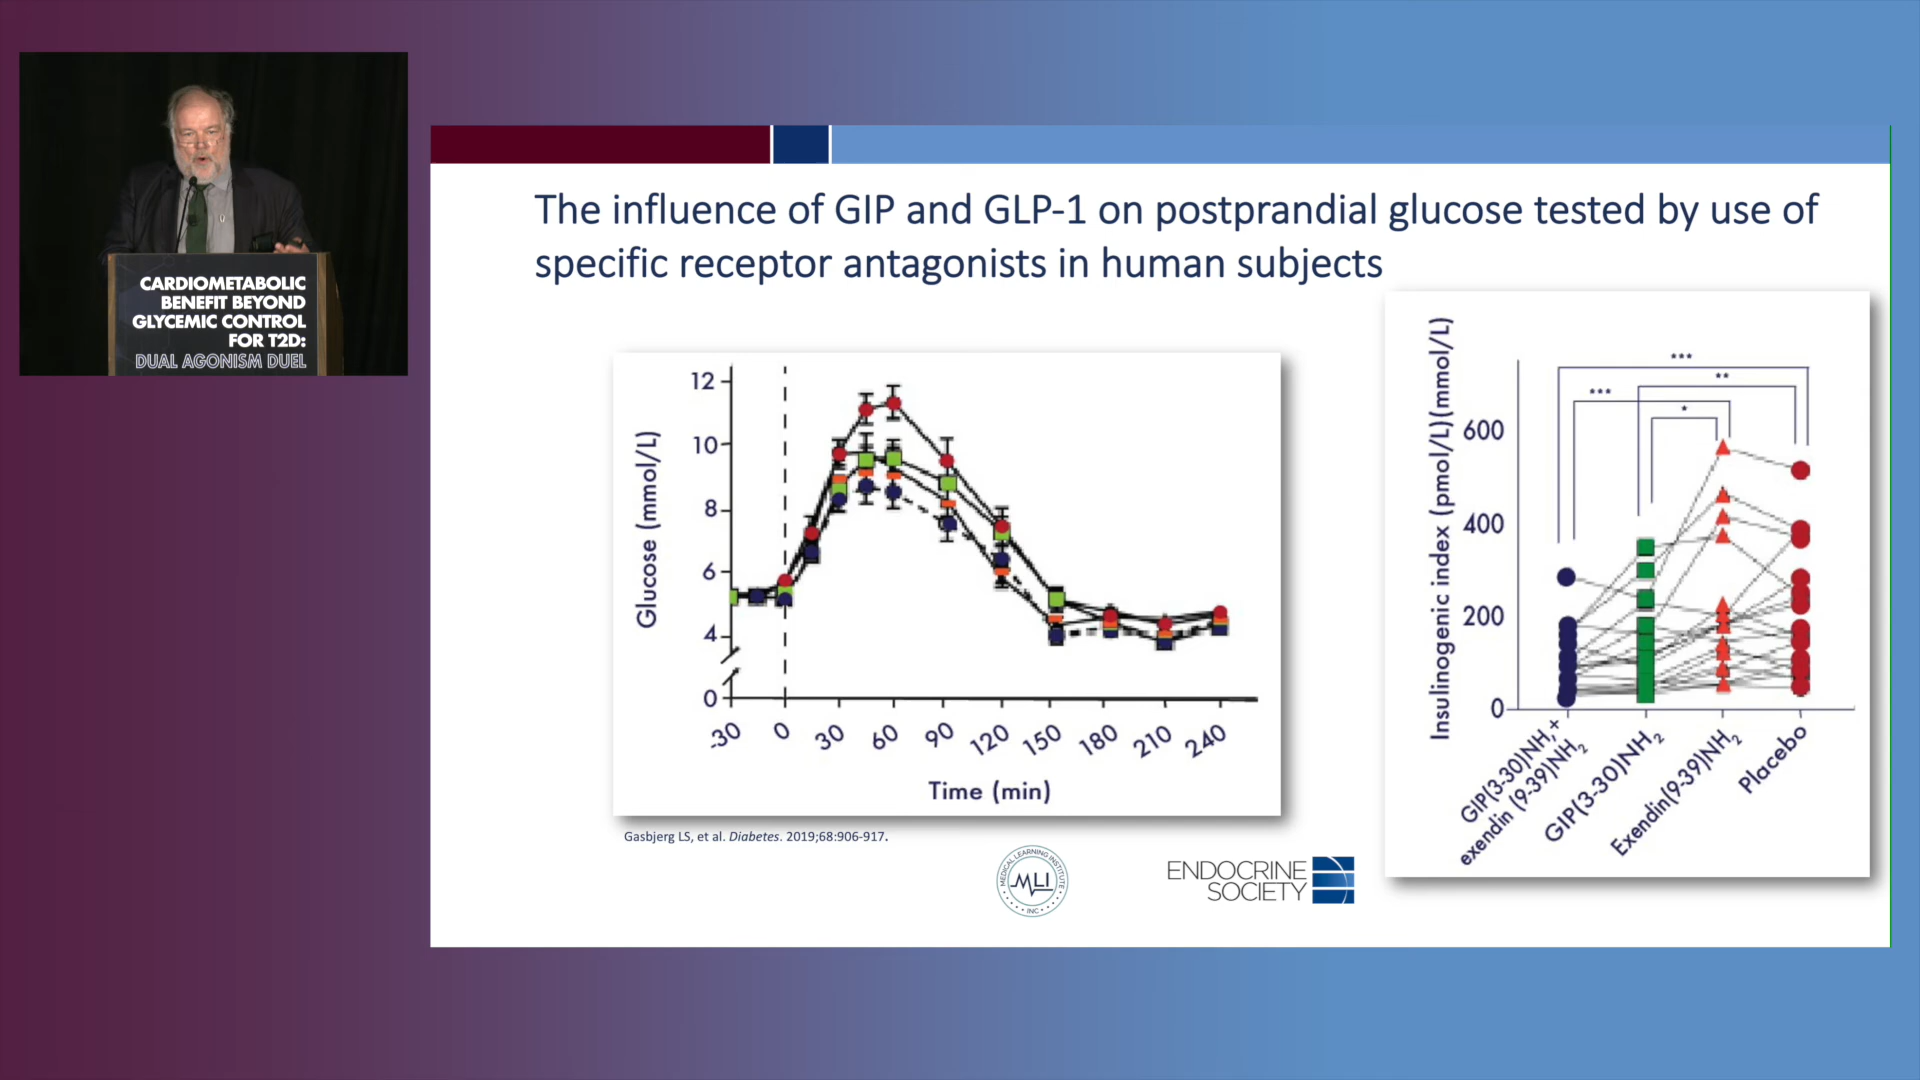 CARDIOMETABOLIC
BENEFIT BEYOND
GLYCEMIC CONTROL
FOR T2D:
DUAL AGONISM DUEL
The influence of GIP and GLP-1 on postprandial glucose tested by use of
specific receptor antagonists in human subjects
Glucose (mmol/L)
12
10
8
6
4
0
-30 0 30 60 90 120 150 180 210 240
Time (min)
Insulinogenic index (pmol/L)(mmol/L)
600
400
200
0
***
**
***
*
GIP(3-30)NH₂+
exendin (9-39)NH₂
GIP(3-30)NH₂
Exendin(9-39)NH₂
Placebo
Gasbjerg LS, et al. Diabetes. 2019;68:906-917.
MEDICAL LEARNING INSTITUTE
MLI
INC
ENDOCRINE
SOCIETY